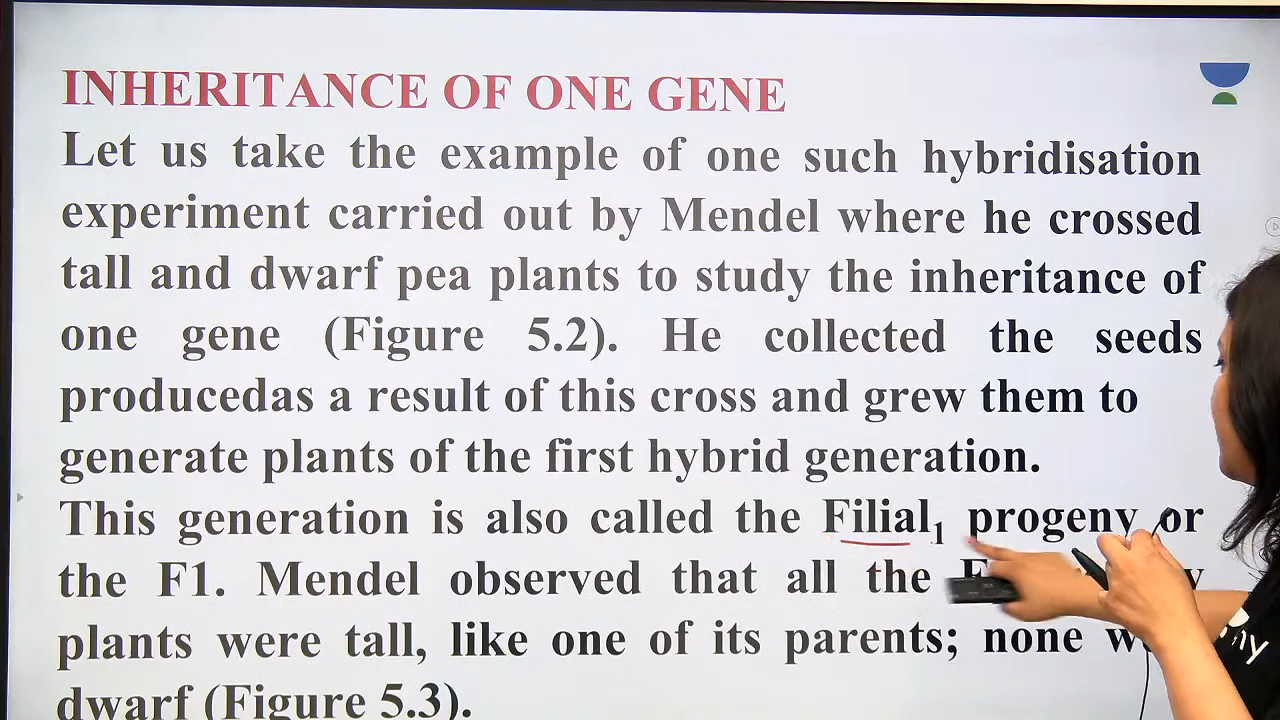 INHERITANCE OF ONE GENE
Let us take the example of one such hybridisation
experiment carried out by Mendel where he crossed
tall and dwarf pea plants to study the inheritance of
one gene (Figure 5.2). He collected the seeds
producedas a result of this cross and grew them to
generate plants of the first hybrid generation.
This generation is also called the Filial1 progeny or
the F1. Mendel observed that all the
plants were tall, like one of its parents; none
dwarf (Figure 5.3).